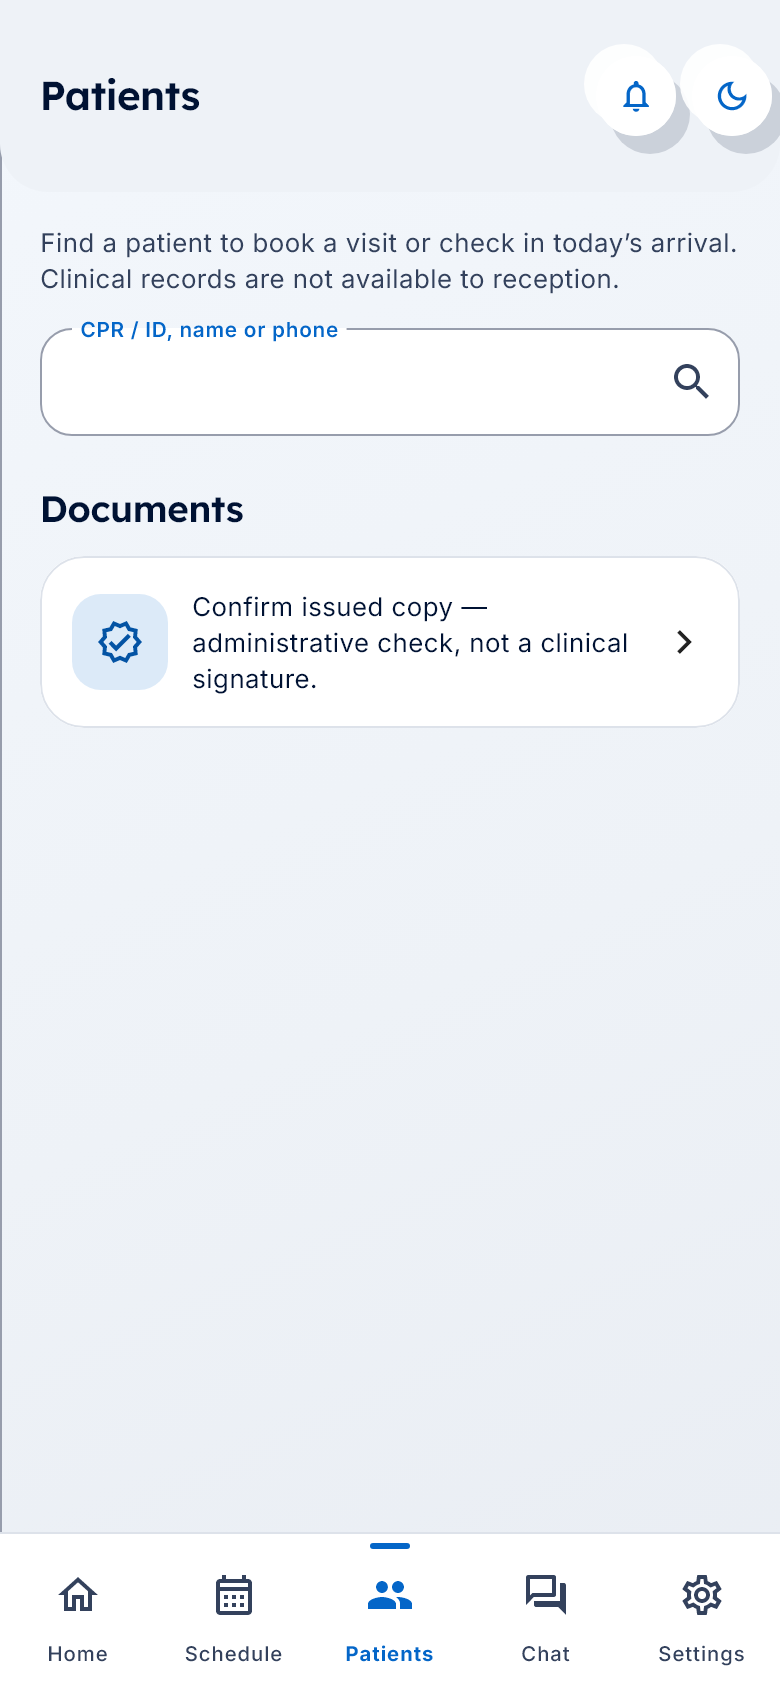 Patients
Find a patient to book a visit or check in today’s arrival.
Clinical records are not available to reception.
CPR / ID, name or phone
Documents
Confirm issued copy —
administrative check, not a clinical
signature.
Home
Schedule
Patients
Chat
Settings